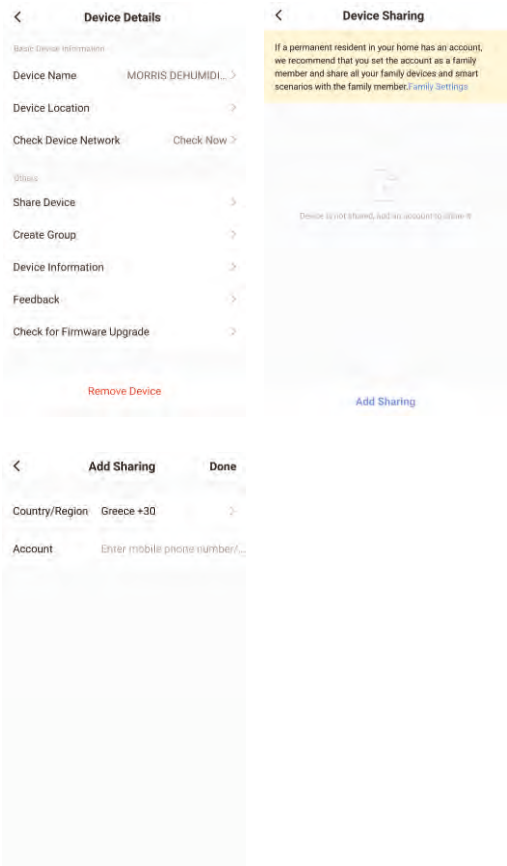 Device Details
Basic Device Information
Device Name MORRIS DEHUMIDI...
Device Location
Check Device Network Check Now
Others
Share Device
Create Group
Device Information
Feedback
Check for Firmware Upgrade
Remove Device
Device Sharing
If a permanent resident in your home has an account,
we recommend that you set the account as a family
member and share all your family devices and smart
scenarios with the family member.Family Settings
Device is not shared, add an account to allow it
Add Sharing
Add Sharing Done
Country/Region Greece +30
Account Enter mobile phone number/...